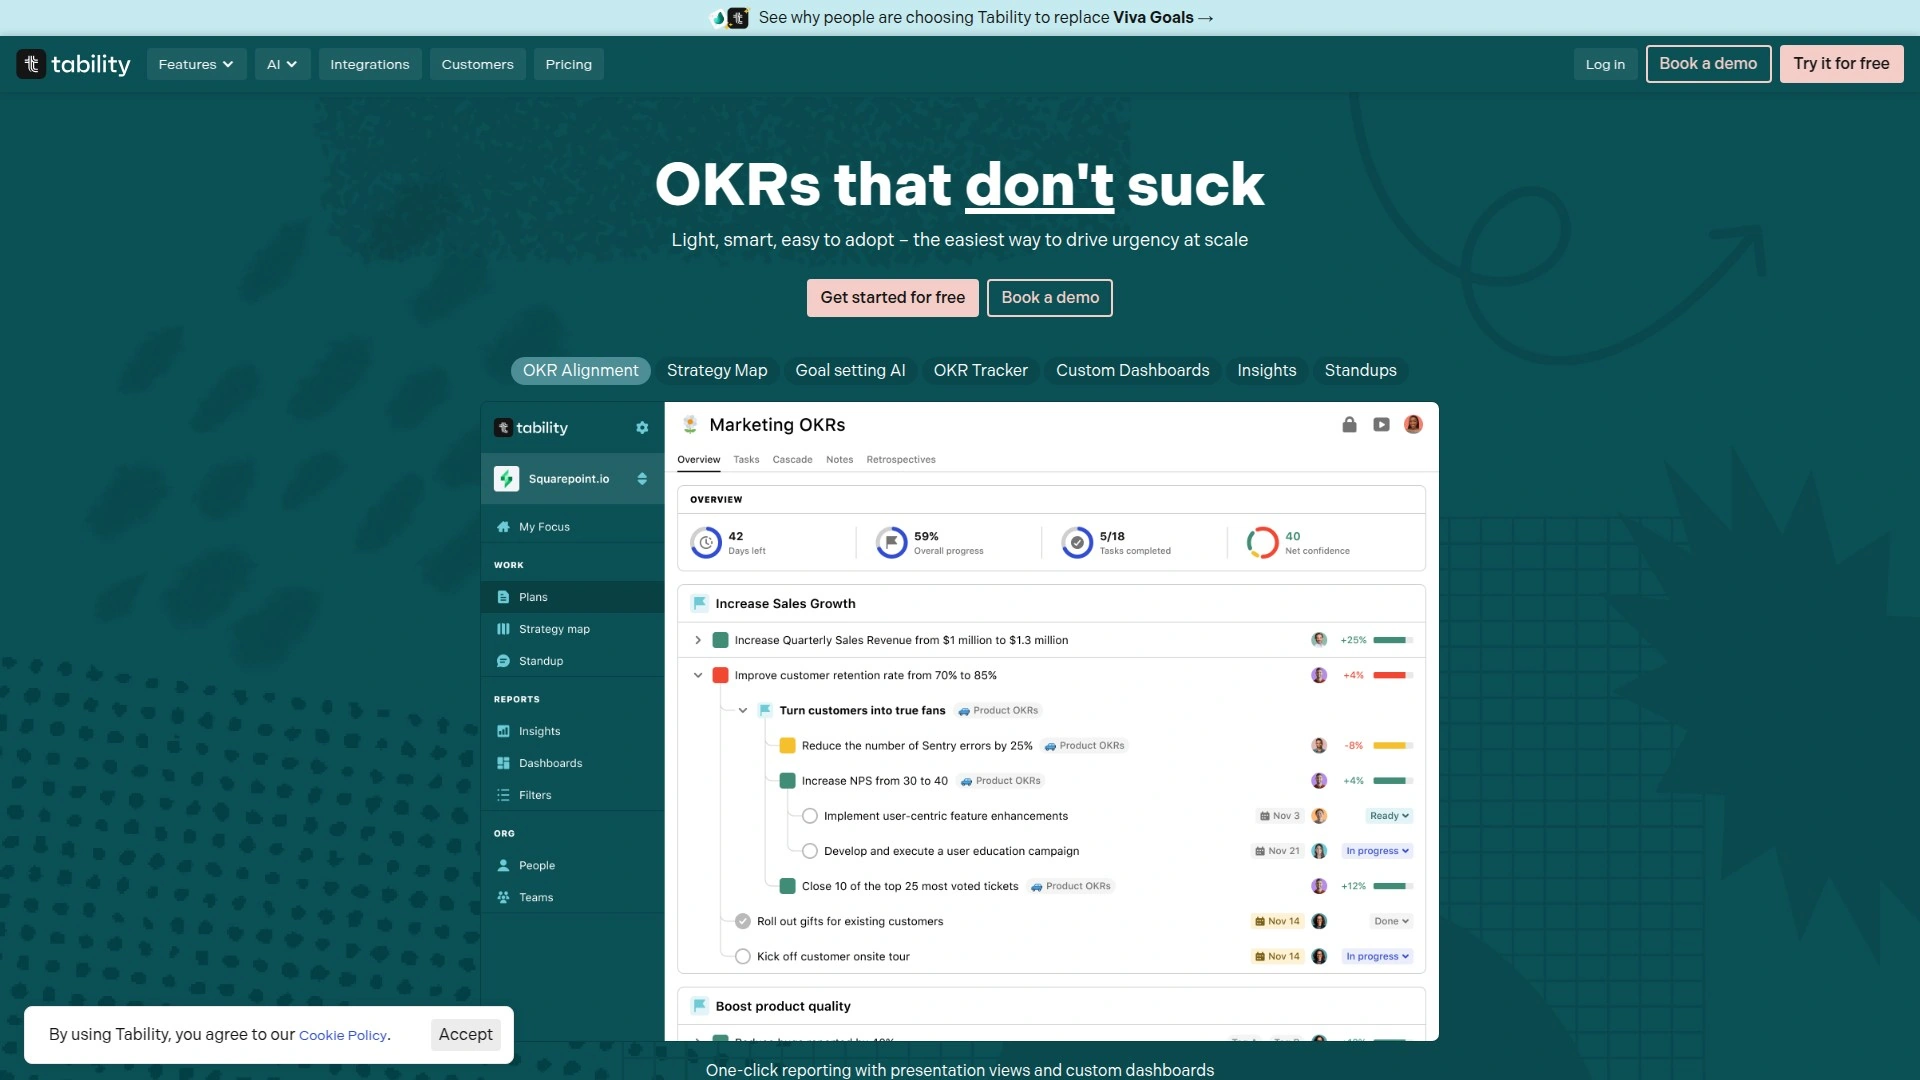 See why people are choosing Tability to replace Viva Goals →
tability
Features
AI
Integrations
Customers
Pricing
Log in
Book a demo
Try it for free
OKRs that don't suck
Light, smart, easy to adopt – the easiest way to drive urgency at scale
Get started for free
Book a demo
OKR Alignment
Strategy Map
Goal setting AI
OKR Tracker
Custom Dashboards
Insights
Standups
tability
Squarepoint.io
My Focus
WORK
Plans
Strategy map
Standup
REPORTS
Insights
Dashboards
Filters
ORG
People
Teams
Marketing OKRs
Overview
Tasks
Cascade
Notes
Retrospectives
OVERVIEW
42
Days left
59%
Overall progress
5/18
Tasks completed
40
Net confidence
Increase Sales Growth
Increase Quarterly Sales Revenue from $1 million to $1.3 million
+25%
Improve customer retention rate from 70% to 85%
+4%
Turn customers into true fans
Product OKRs
Reduce the number of Sentry errors by 25%
Product OKRs
-8%
Increase NPS from 30 to 40
Product OKRs
+4%
Implement user-centric feature enhancements
Nov 3
Ready
Develop and execute a user education campaign
Nov 21
In progress
Close 10 of the top 25 most voted tickets
Product OKRs
+12%
Roll out gifts for existing customers
Nov 14
Done
Kick off customer onsite tour
Nov 14
In progress
Boost product quality
By using Tability, you agree to our Cookie Policy.
Accept
One-click reporting with presentation views and custom dashboards